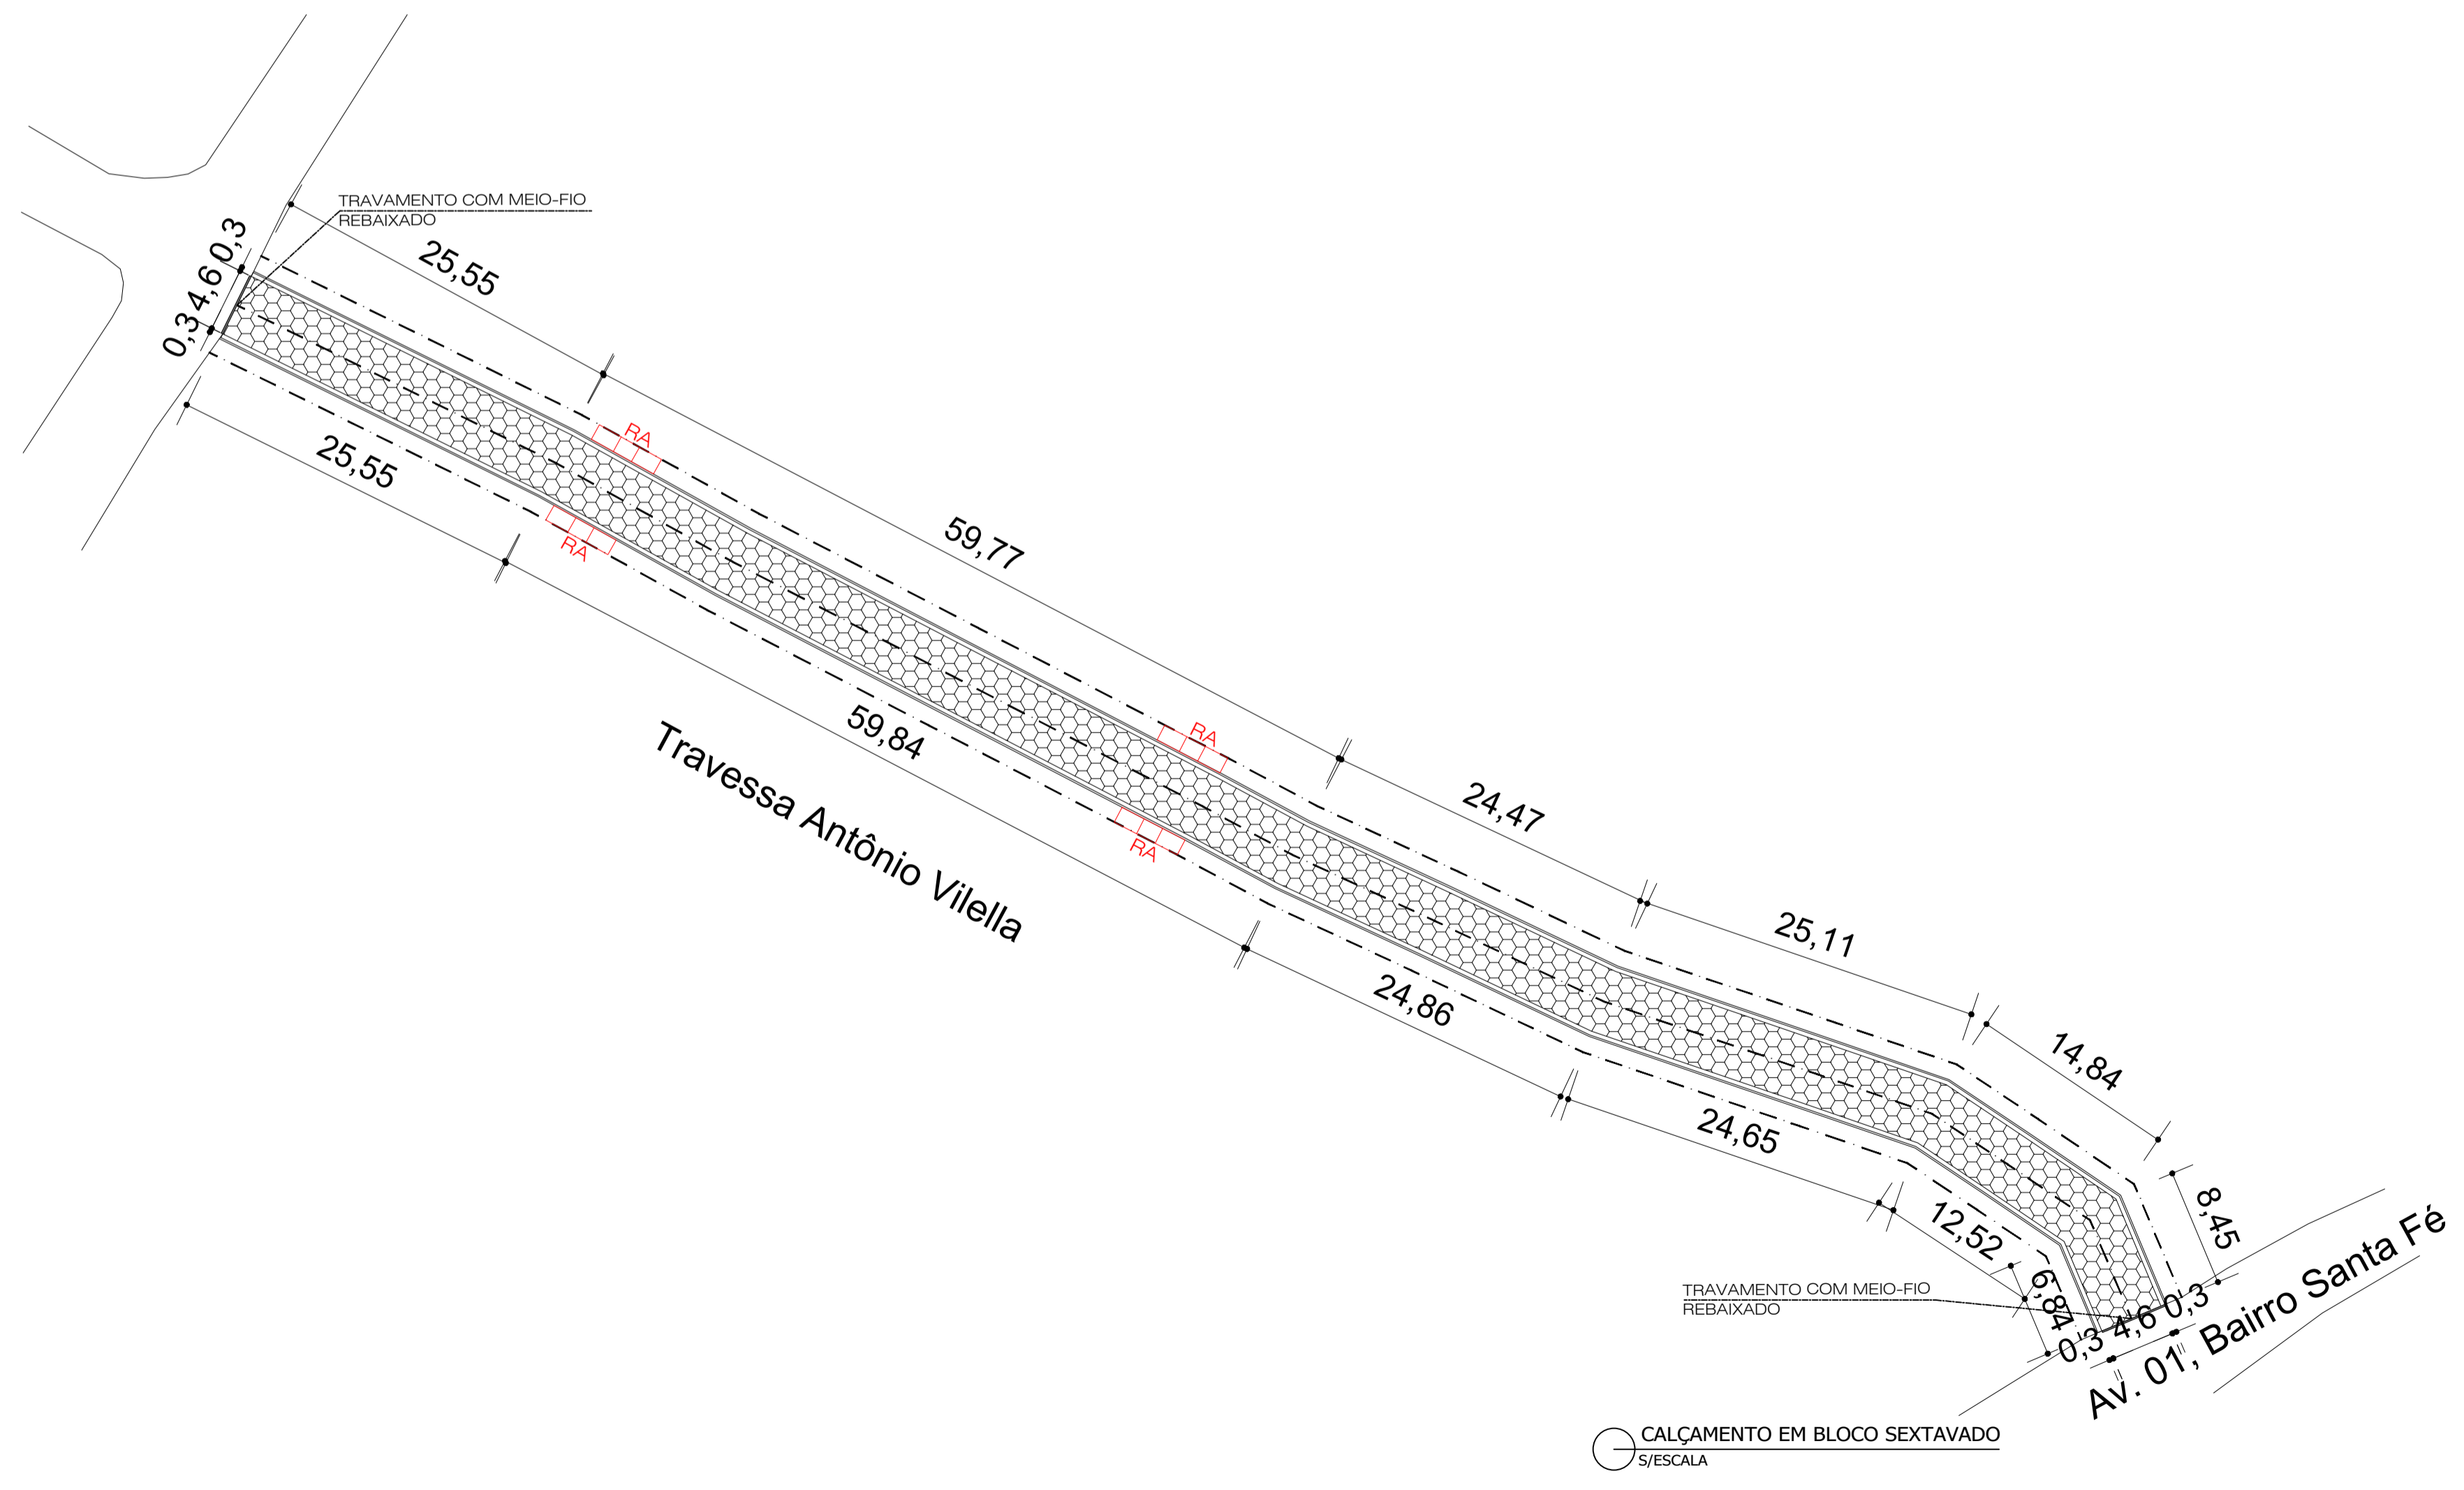 TRAVAMENTO COM MEIO-FIO
REBAIXADO
0,3
4,6
0,3
25,55
25,55
RA
RA
59,77
59,84
Travessa Antônio Vilella
RA
RA
24,47
24,86
25,11
24,65
14,84
12,52
8,45
6,84
TRAVAMENTO COM MEIO-FIO
REBAIXADO
0,3
4,6
0,3
Av. 01, Bairro Santa Fé
CALÇAMENTO EM BLOCO SEXTAVADO
S/ESCALA